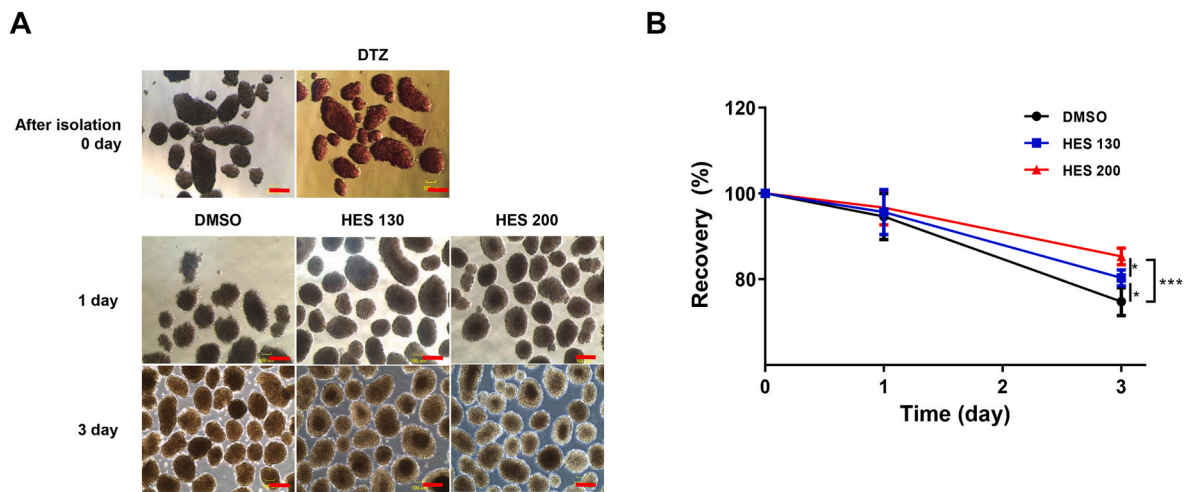 A
DTZ
After isolation
0 day
DMSO
HES 130
HES 200
1 day
3 day
B
120
100
80
Recovery (%)
0
1
2
3
Time (day)
DMSO
HES 130
HES 200
*
*
***